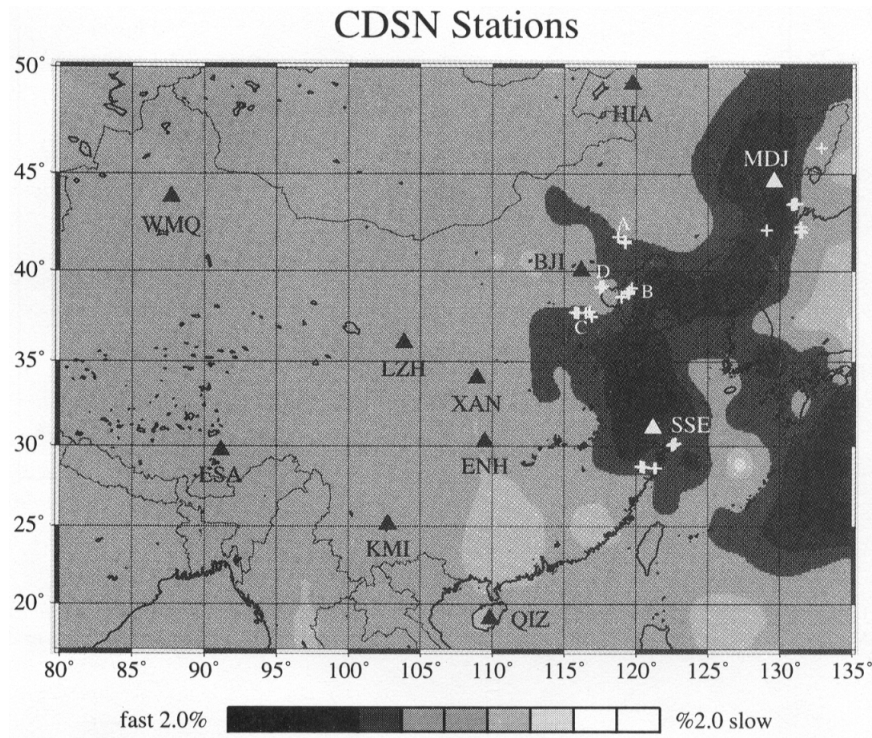 CDSN Stations
50°
HIA
MDJ
45°
WMQ
A
BJI
40°
D
B
C
35°
LZH
XAN
SSE
30°
ESA
ENH
25°
KMI
20°
QIZ
80° 85° 90° 95° 100° 105° 110° 115° 120° 125° 130° 135°
fast 2.0% %2.0 slow